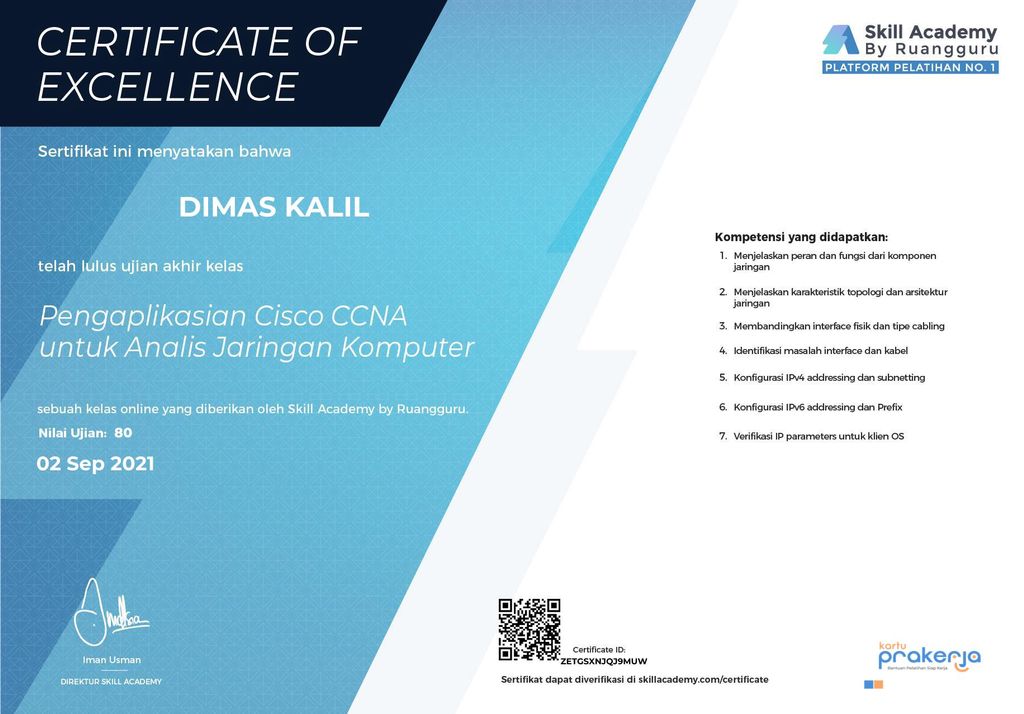 CERTIFICATE OF
EXCELLENCE
Skill Academy
By Ruangguru
PLATFORM PELATIHAN NO. 1
Sertifikat ini menyatakan bahwa
DIMAS KALIL
telah lulus ujian akhir kelas
Pengaplikasian Cisco CCNA
untuk Analis Jaringan Komputer
sebuah kelas online yang diberikan oleh Skill Academy by Ruangguru.
Nilai Ujian: 80
02 Sep 2021
Iman Usman
DIREKTUR SKILL ACADEMY
Kompetensi yang didapatkan:
1. Menjelaskan peran dan fungsi dari komponen
jaringan
2. Menjelaskan karakteristik topologi dan arsitektur
jaringan
3. Membandingkan interface fisik dan tipe cabling
4. Identifikasi masalah interface dan kabel
5. Konfigurasi IPv4 addressing dan subnetting
6. Konfigurasi IPv6 addressing dan Prefix
7. Verifikasi IP parameters untuk klien OS
Certificate ID:
ZETGSXNJQJ9MUW
Sertifikat dapat diverifikasi di skillacademy.com/certificate
kartu
prakerja
Bantuan Pelatihan Siap Kerja